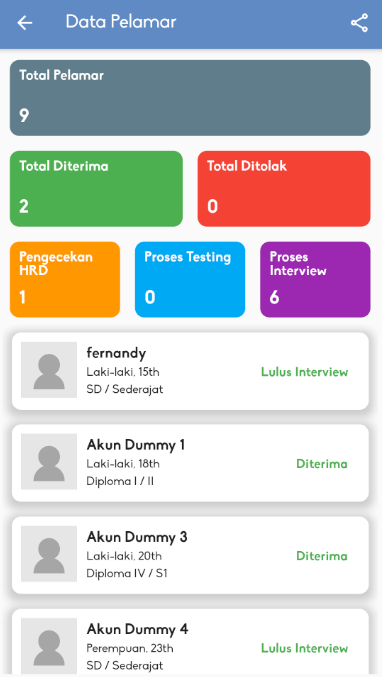 Data Pelamar
Total Pelamar
9
Total Diterima
2
Total Ditolak
0
Pengecekan
HRD
1
Proses Testing
0
Proses
Interview
6
fernandy
Laki-laki, 15th
SD / Sederajat
Lulus Interview
Akun Dummy 1
Laki-laki, 18th
Diploma I / II
Diterima
Akun Dummy 3
Laki-laki, 20th
Diploma IV / S1
Diterima
Akun Dummy 4
Perempuan, 23th
SD / Sederajat
Lulus Interview